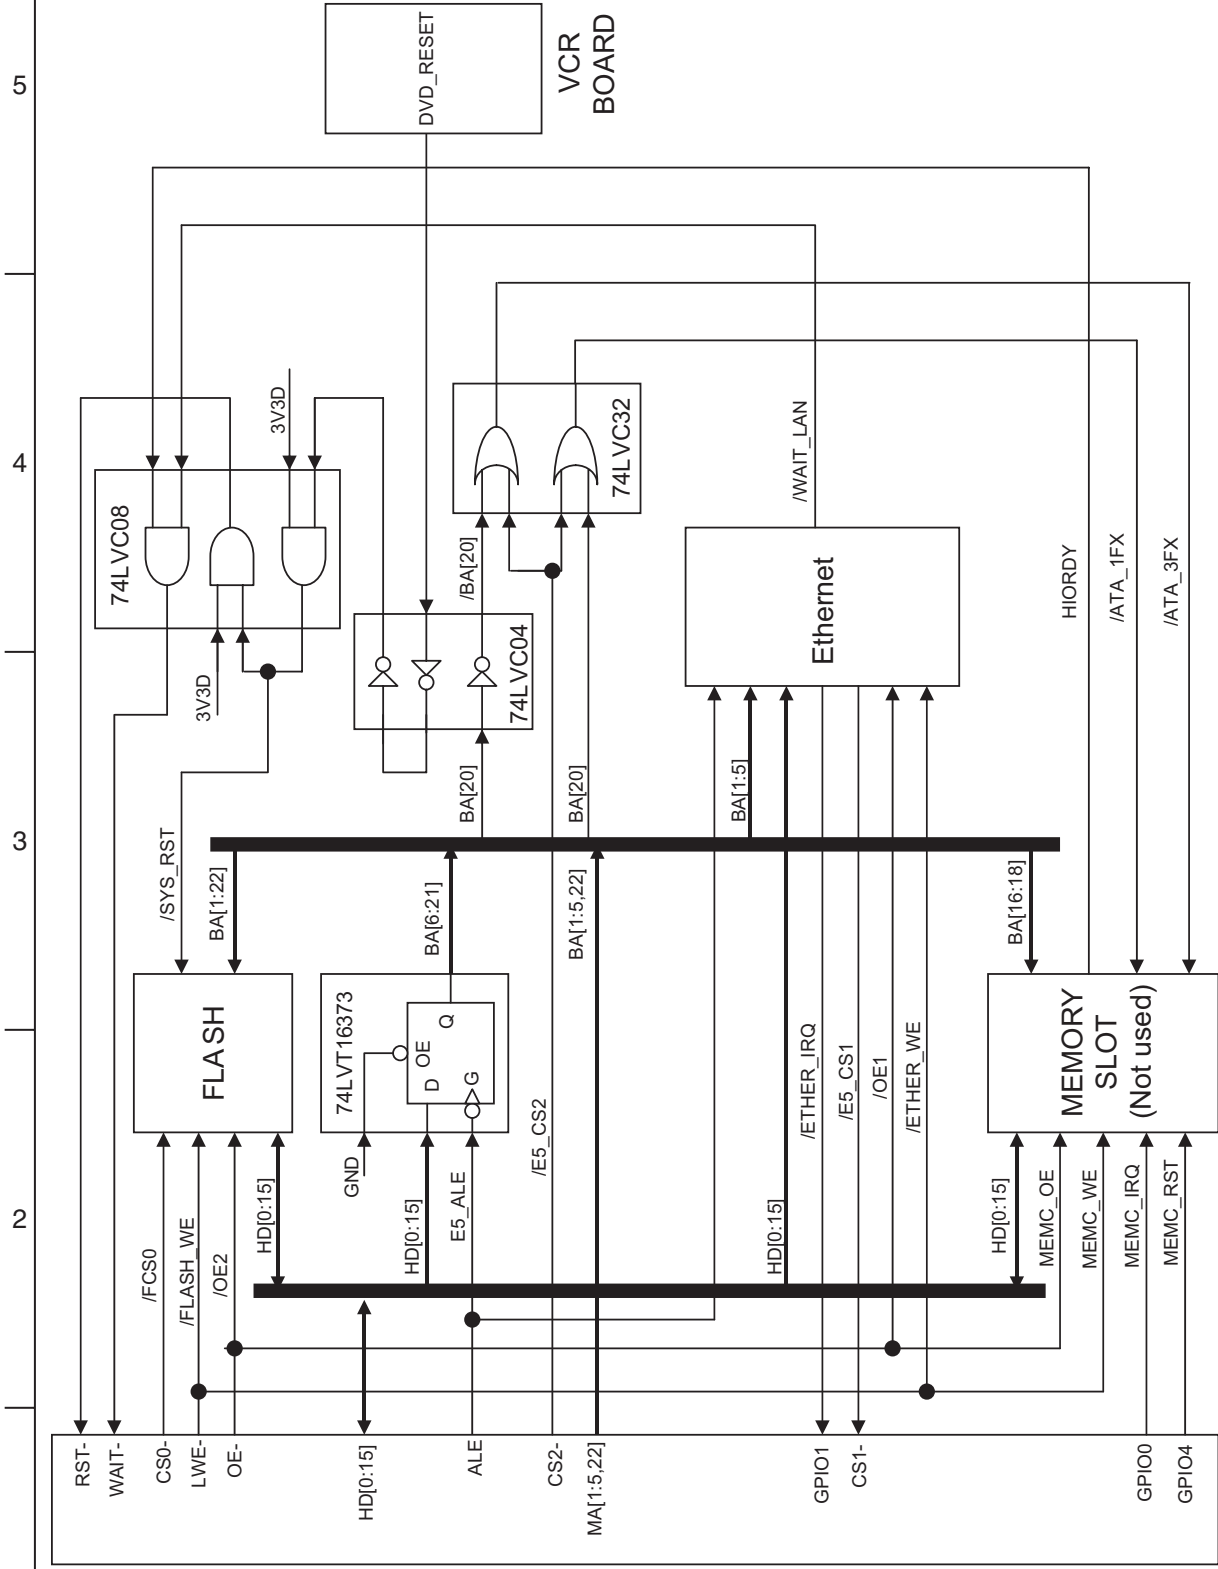 5
4
3
2
DVD_RESET
VCR
BOARD
74LVC08
3V3D
3V3D
/SYS_RST
74LVC04
/BA[20]
BA[20]
74LVC32
BA[20]
/WAIT_LAN
Ethernet
HIORDY
/ATA_1FX
/ATA_3FX
BA[1:22]
BA[6:21]
BA[1:5,22]
BA[1:5]
BA[16:18]
FLASH
74LVT16373
D
OE
Q
G
GND
/E5_CS2
/ETHER_IRQ
/E5_CS1
/OE1
/ETHER_WE
MEMORY
SLOT
(Not used)
/FCS0
/FLASH_WE
/OE2
HD[0:15]
HD[0:15]
E5_ALE
HD[0:15]
HD[0:15]
MEMC_OE
MEMC_WE
MEMC_IRQ
MEMC_RST
RST-
WAIT-
CS0-
LWE-
OE-
HD[0:15]
ALE
CS2-
MA[1:5,22]
GPIO1
CS1-
GPIO0
GPIO4